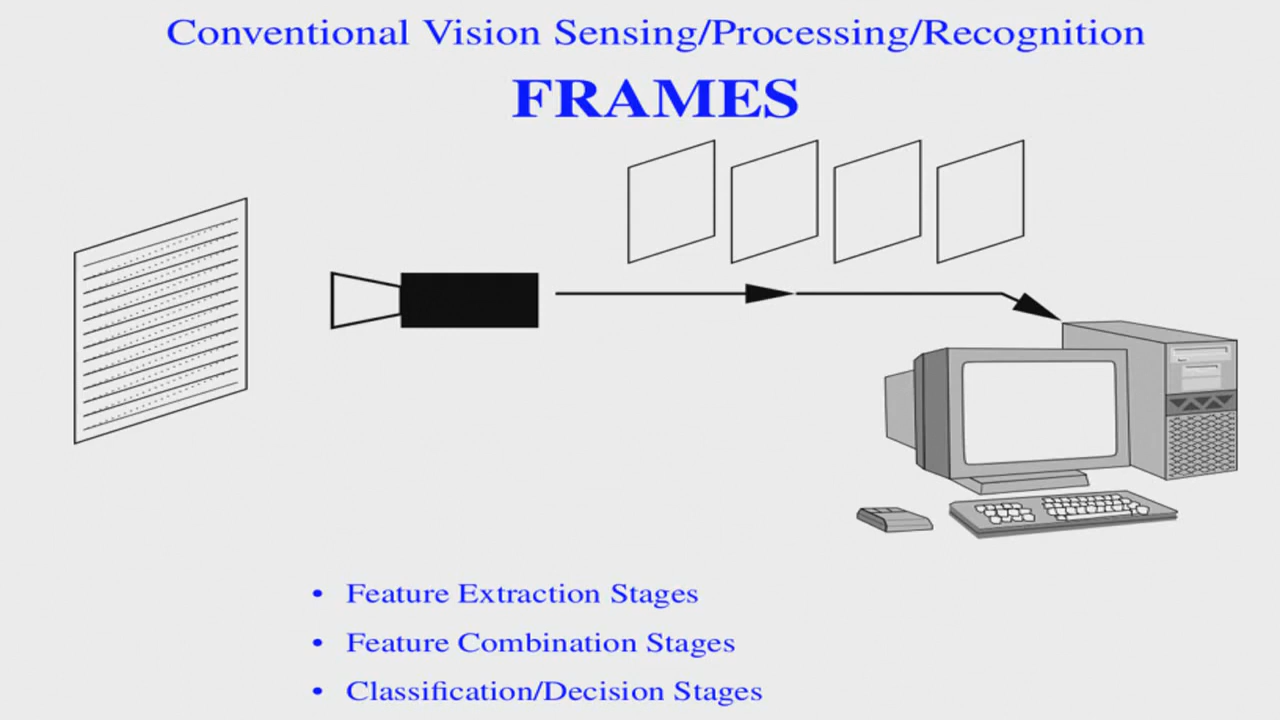 Conventional Vision Sensing/Processing/Recognition
FRAMES
• Feature Extraction Stages
• Feature Combination Stages
• Classification/Decision Stages